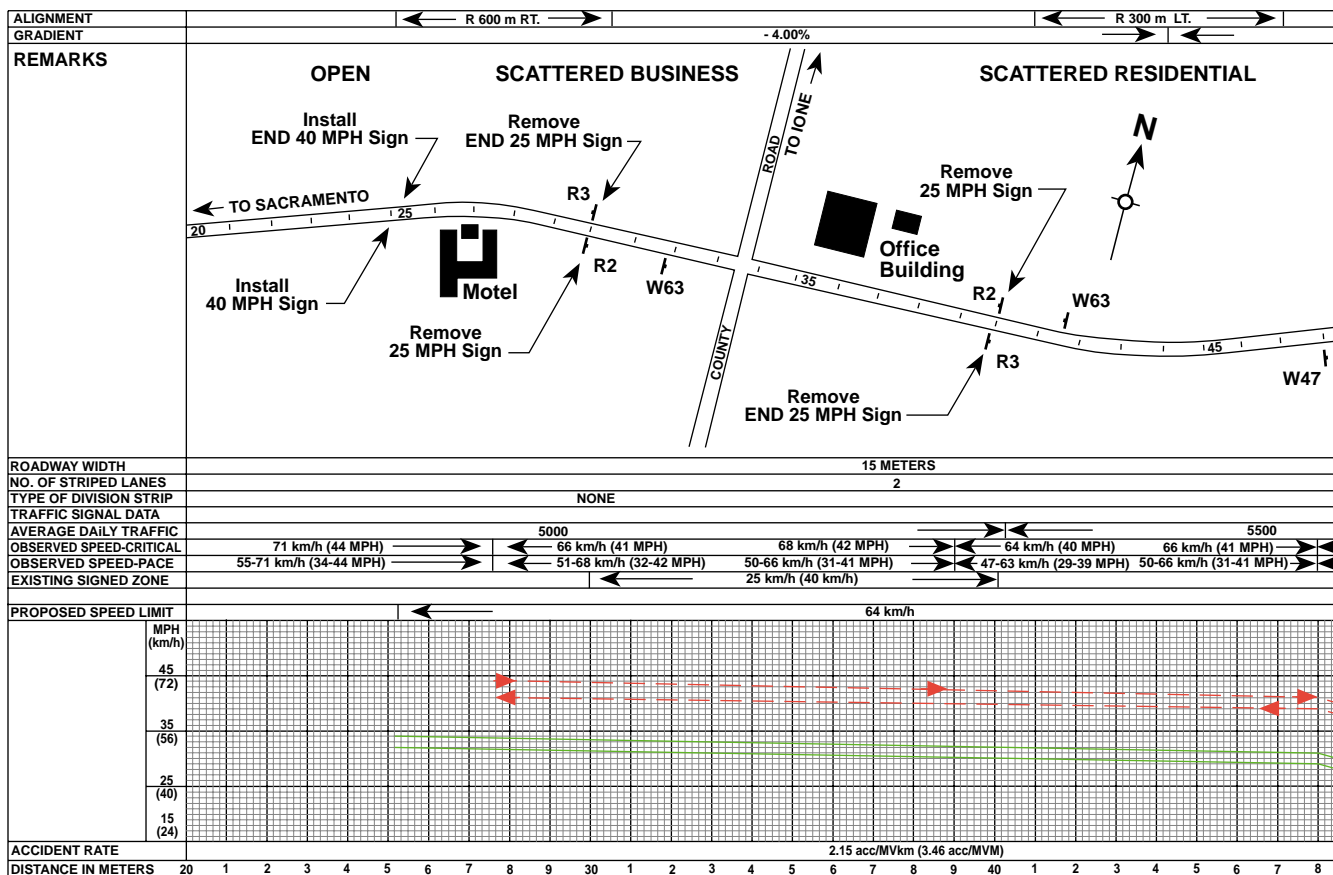 ALIGNMENT R 600 m RT. R 300 m LT.
GRADIENT - 4.00%
REMARKS
OPEN SCATTERED BUSINESS SCATTERED RESIDENTIAL
Install
END 40 MPH Sign
Remove
END 25 MPH Sign
ROAD
TO IONE
N
Remove
25 MPH Sign
TO SACRAMENTO
20
25
R3
R2
W63
Install
40 MPH Sign
Motel
Remove
25 MPH Sign
COUNTY
35
Office
Building
R2
W63
R3
45
W47
Remove
END 25 MPH Sign
ROADWAY WIDTH 15 METERS
NO. OF STRIPED LANES 2
TYPE OF DIVISION STRIP NONE
TRAFFIC SIGNAL DATA
AVERAGE DAiLY TRAFFIC 5000 5500
OBSERVED SPEED-CRITICAL 71 km/h (44 MPH) 66 km/h (41 MPH) 68 km/h (42 MPH) 64 km/h (40 MPH) 66 km/h (41 MPH)
OBSERVED SPEED-PACE 55-71 km/h (34-44 MPH) 51-68 km/h (32-42 MPH) 50-66 km/h (31-41 MPH) 47-63 km/h (29-39 MPH) 50-66 km/h (31-41 MPH)
EXISTING SIGNED ZONE 25 km/h (40 km/h)
PROPOSED SPEED LIMIT 64 km/h
MPH
(km/h)
45
(72)
35
(56)
25
(40)
15
(24)
ACCIDENT RATE 2.15 acc/MVkm (3.46 acc/MVM)
DISTANCE IN METERS 20 1 2 3 4 5 6 7 8 9 30 1 2 3 4 5 6 7 8 9 40 1 2 3 4 5 6 7 8